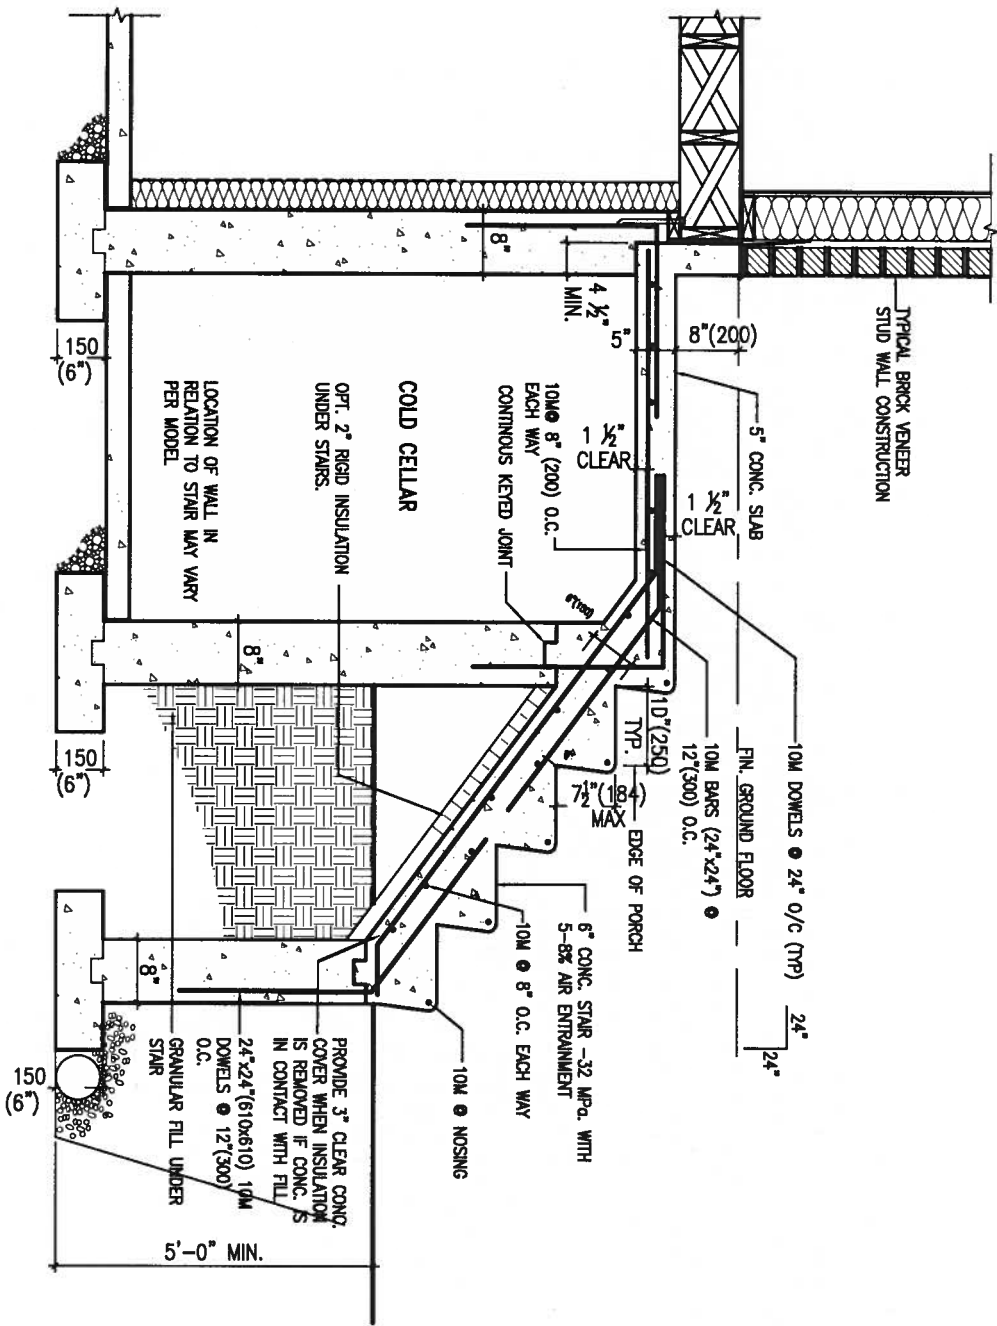 TYPICAL BRICK VENEER
STUD WALL CONSTRUCTION
5" CONC. SLAB
8"(200)
5"
4 ½"
MIN.
8"
1 ½"
CLEAR
1 ½"
CLEAR
10M DOWELS @ 24" O/C (TYP)
24"
24"
FIN. GROUND FLOOR
10M BARS (24"x24") @
12"(300) O.C.
10M@ 8" (200) O.C.
EACH WAY
CONTINOUS KEYED JOINT
COLD CELLAR
OPT. 2" RIGID INSULATION
UNDER STAIRS.
LOCATION OF WALL IN
RELATION TO STAIR MAY VARY
PER MODEL
10"(250)
TYP.
7½"(184)
MAX
EDGE OF PORCH
6" CONC. STAIR -32 MPa. WITH
5-8% AIR ENTRAINMENT
10M @ 8" O.C. EACH WAY
10M @ NOSING
8"
8"
PROVIDE 3" CLEAR CONC.
COVER WHEN INSULATION
IS REMOVED IF CONC. IS
IN CONTACT WITH FILL
24"x24"(610x610) 10M
DOWELS @ 12"(300)
O.C.
GRANULAR FILL UNDER
STAIR
150
(6")
150
(6")
150
(6")
5'-0" MIN.